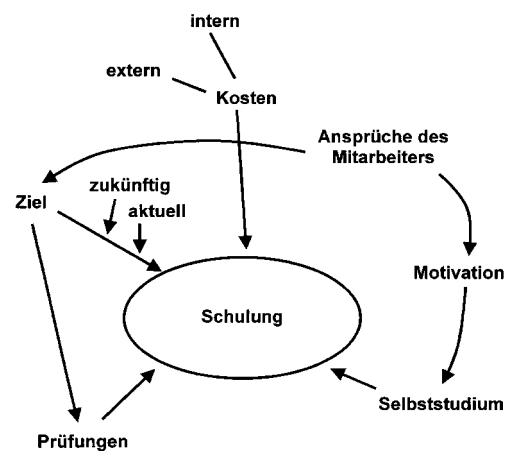 intern
extern
Kosten
Ansprüche des
Mitarbeiters
zukünftig
Ziel
aktuell
Motivation
Schulung
Selbststudium
Prüfungen